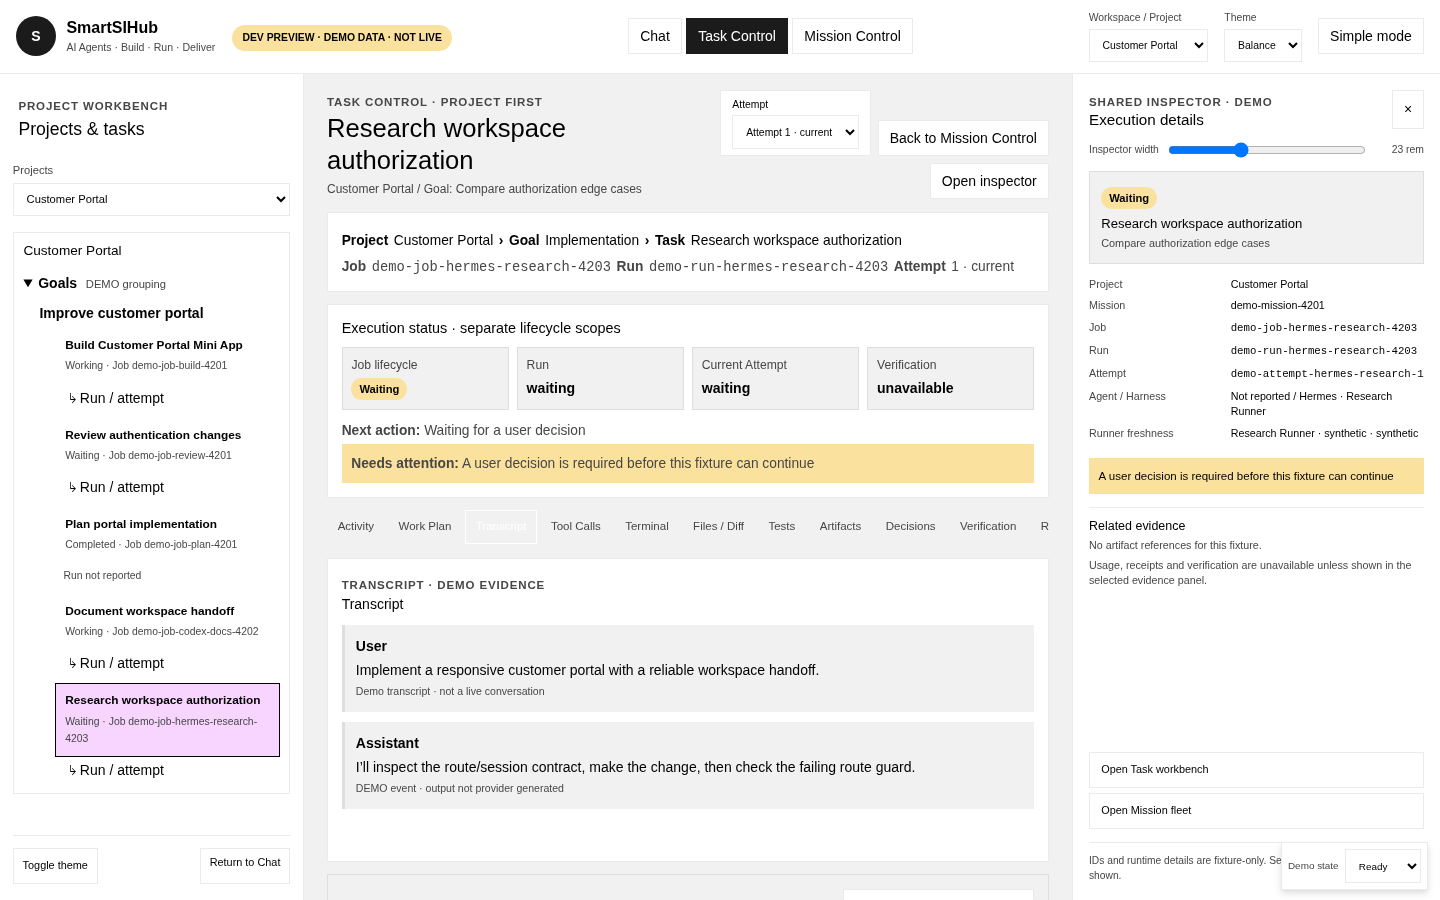 S
SmartSIHub
AI Agents · Build · Run · Deliver
DEV PREVIEW · DEMO DATA · NOT LIVE
Chat
Task Control
Mission Control
Workspace / Project
Customer Portal
Theme
Balance
Simple mode
PROJECT WORKBENCH
Projects & tasks
Projects
Customer Portal
Customer Portal
▼ Goals DEMO grouping
Improve customer portal
Build Customer Portal Mini App
Working · Job demo-job-build-4201
↳ Run / attempt
Review authentication changes
Waiting · Job demo-job-review-4201
↳ Run / attempt
Plan portal implementation
Completed · Job demo-job-plan-4201
Run not reported
Document workspace handoff
Working · Job demo-job-codex-docs-4202
↳ Run / attempt
Research workspace authorization
Waiting · Job demo-job-hermes-research-
4203
↳ Run / attempt
Toggle theme
Return to Chat
TASK CONTROL · PROJECT FIRST
Research workspace
authorization
Customer Portal / Goal: Compare authorization edge cases
Attempt
Attempt 1 · current
Back to Mission Control
Open inspector
Project Customer Portal › Goal Implementation › Task Research workspace authorization
Job demo-job-hermes-research-4203 Run demo-run-hermes-research-4203 Attempt 1 · current
Execution status · separate lifecycle scopes
Job lifecycle
Waiting
Run
waiting
Current Attempt
waiting
Verification
unavailable
Next action: Waiting for a user decision
Needs attention: A user decision is required before this fixture can continue
Activity
Work Plan
Transcript
Tool Calls
Terminal
Files / Diff
Tests
Artifacts
Decisions
Verification
R
TRANSCRIPT · DEMO EVIDENCE
Transcript
User
Implement a responsive customer portal with a reliable workspace handoff.
Demo transcript · not a live conversation
Assistant
I’ll inspect the route/session contract, make the change, then check the failing route guard.
DEMO event · output not provider generated
SHARED INSPECTOR · DEMO
Execution details
×
Inspector width
23 rem
Waiting
Research workspace authorization
Compare authorization edge cases
Project Customer Portal
Mission demo-mission-4201
Job demo-job-hermes-research-4203
Run demo-run-hermes-research-4203
Attempt demo-attempt-hermes-research-1
Agent / Harness Not reported / Hermes · Research
Runner
Runner freshness Research Runner · synthetic · synthetic
A user decision is required before this fixture can continue
Related evidence
No artifact references for this fixture.
Usage, receipts and verification are unavailable unless shown in the
selected evidence panel.
Open Task workbench
Open Mission fleet
IDs and runtime details are fixture-only. Se
shown.
Demo state
Ready